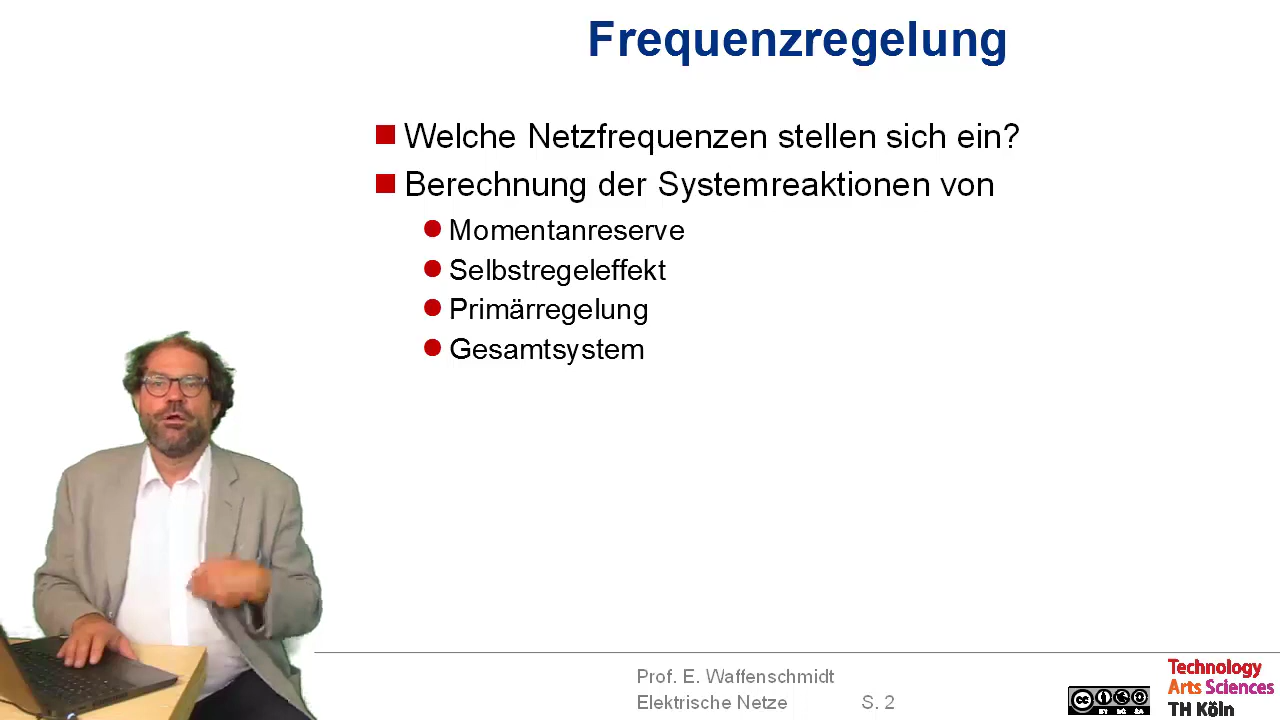 Frequenzregelung
Welche Netzfrequenzen stellen sich ein?
Berechnung der Systemreaktionen von
Momentanreserve
Selbstregeleffekt
Primärregelung
Gesamtsystem
Prof. E. Waffenschmidt
Elektrische Netze S. 2
cc
Technology
Arts Sciences
TH Köln